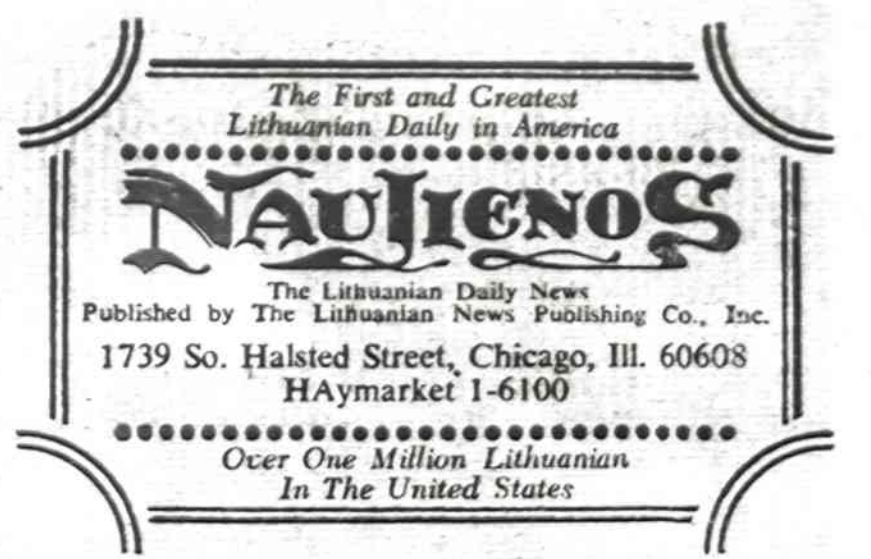 The First and Greatest
Lithuanian Daily in America
NAUJIENOS
The Lithuanian Daily News
Published by The Lithuanian News Publishing Co., Inc.
1739 So. Halsted Street, Chicago, Ill. 60608
HAymarket 1-6100
Over One Million Lithuanian
In The United States